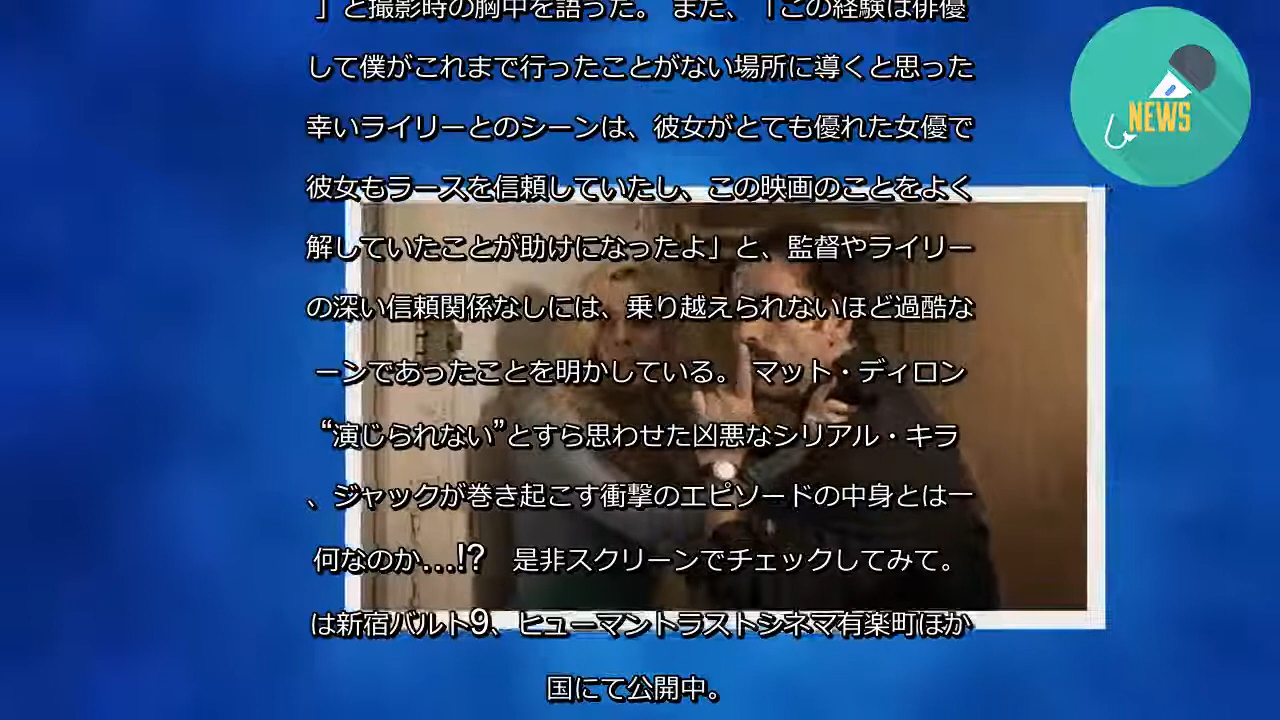 」と撮影時の胸中を語った。 また、「この経験は俳優
して僕がこれまで行ったことがない場所に導くと思った
幸いライリーとのシーンは、彼女がとても優れた女優で
彼女もラースを信頼していたし、この映画のことをよく
解していたことが助けになったよ」と、監督やライリー
の深い信頼関係なしには、乗り越えられないほど過酷な
ーンであったことを明かしている。 マット・ディロン
“演じられない”とすら思わせた凶悪なシリアル・キラ
、ジャックが巻き起こす衝撃のエピソードの中身とは一
何なのか…!? 是非スクリーンでチェックしてみて。
は新宿バルト9、ヒューマントラストシネマ有楽町ほか
国にて公開中。
NEWS